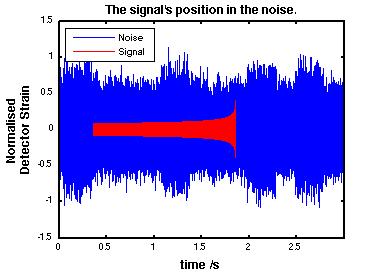 The signal's position in the noise.
Noise
Signal
1.5
1
0.5
0
-0.5
-1
-1.5
Normalised
Detector Strain
0 0.5 1 1.5 2 2.5
time /s